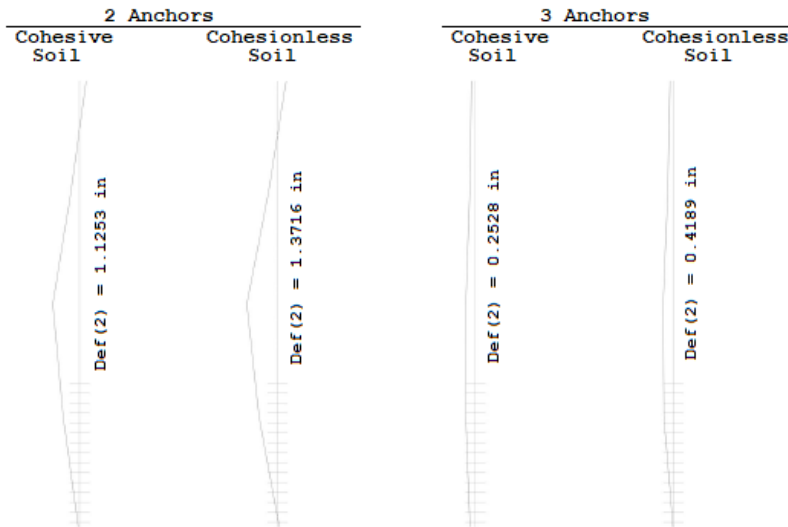 2 Anchors
3 Anchors
Cohesive
Soil
Cohesionless
Soil
Cohesive
Soil
Cohesionless
Soil
Def(2) = 1.1253 in
Def(2) = 1.3716 in
Def(2) = 0.2528 in
Def(2) = 0.4189 in